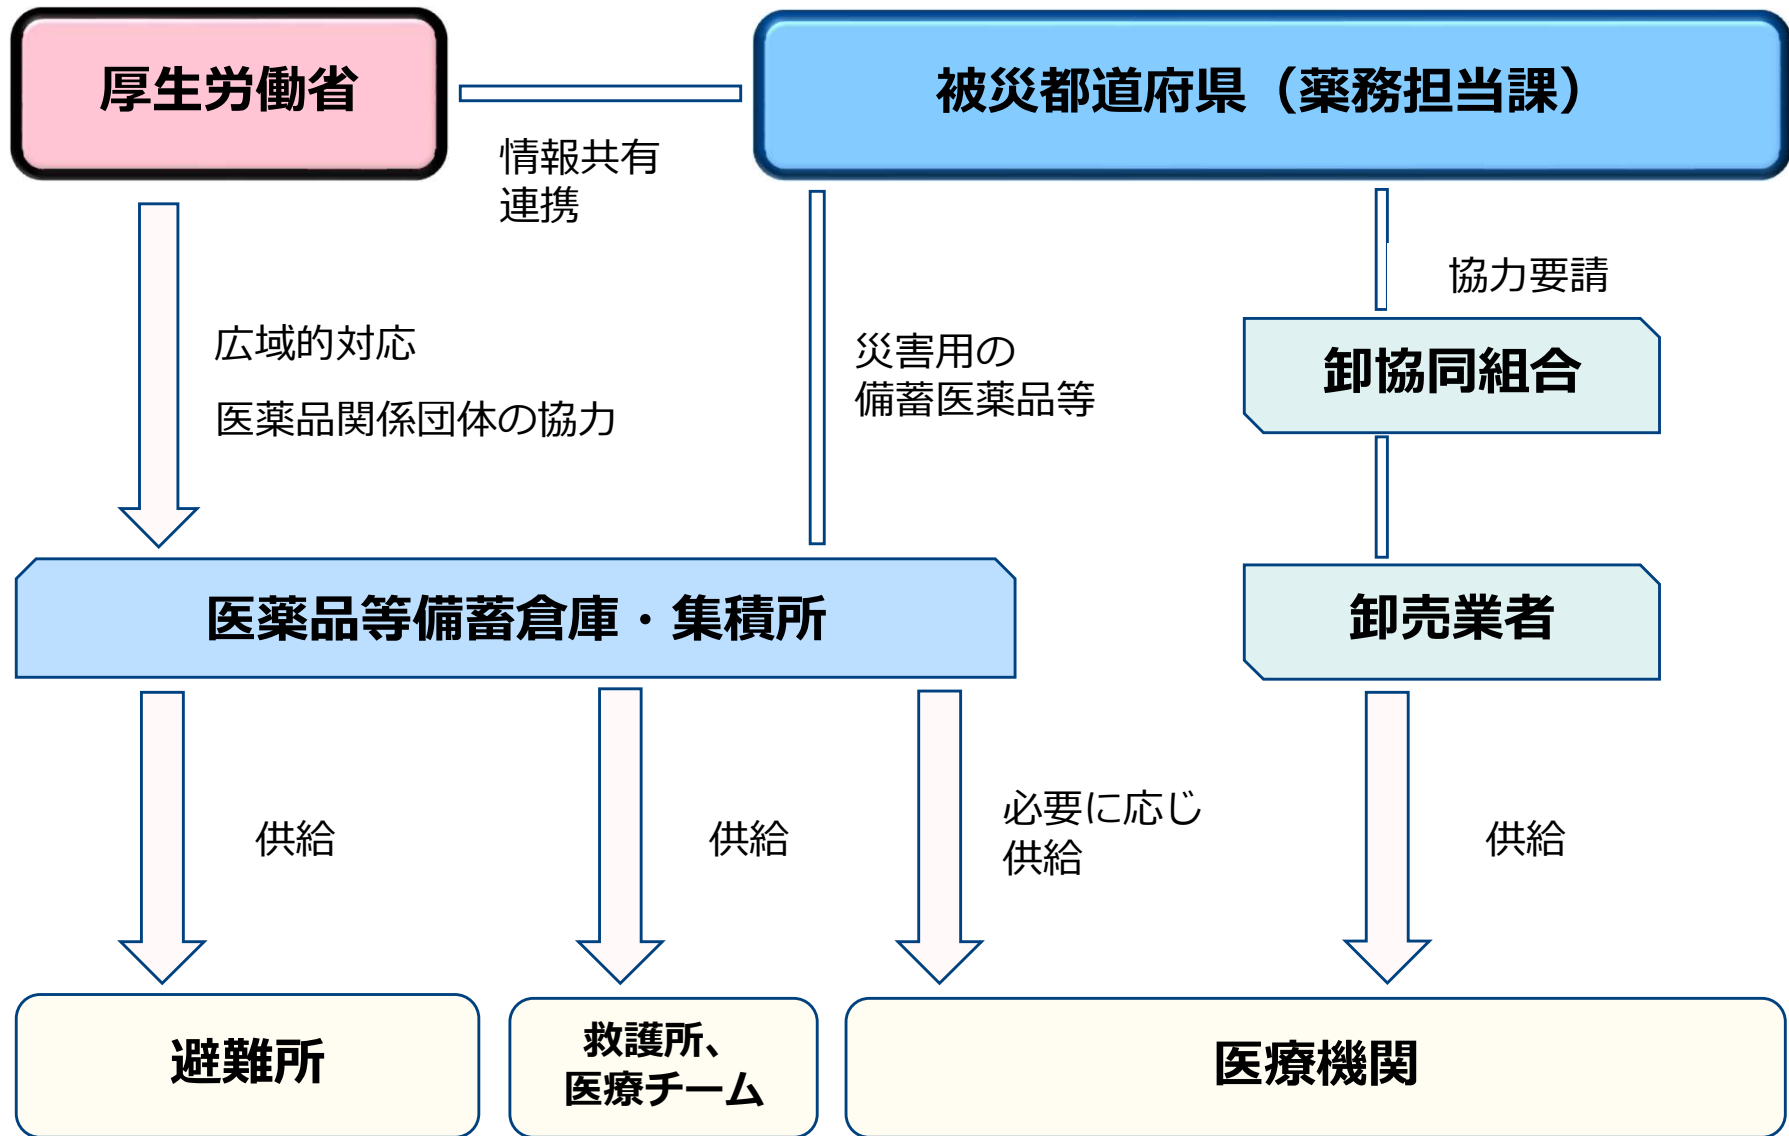 厚生労働省
被災都道府県（薬務担当課）
情報共有
連携
協力要請
広域的対応
医薬品関係団体の協力
災害用の
備蓄医薬品等
卸協同組合
医薬品等備蓄倉庫・集積所
卸売業者
供給
供給
必要に応じ
供給
供給
避難所
救護所、
医療チーム
医療機関